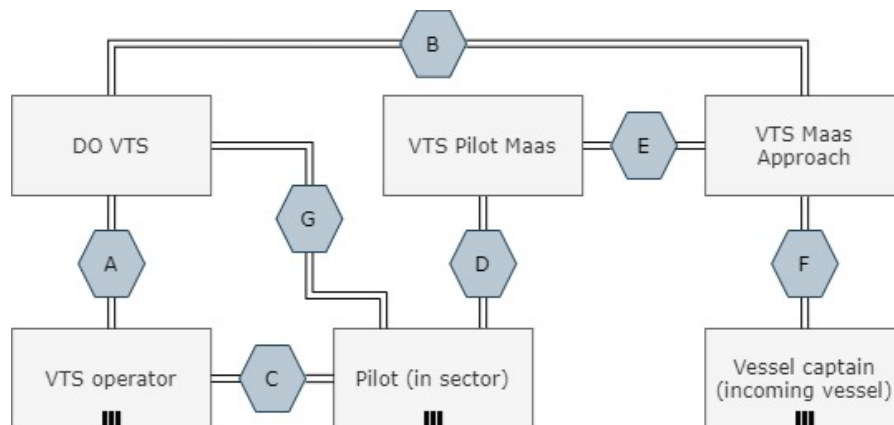 B
DO VTS
VTS Pilot Maas
E
VTS Maas
Approach
G
A
D
F
VTS operator
C
Pilot (in sector)
Vessel captain
(incoming vessel)